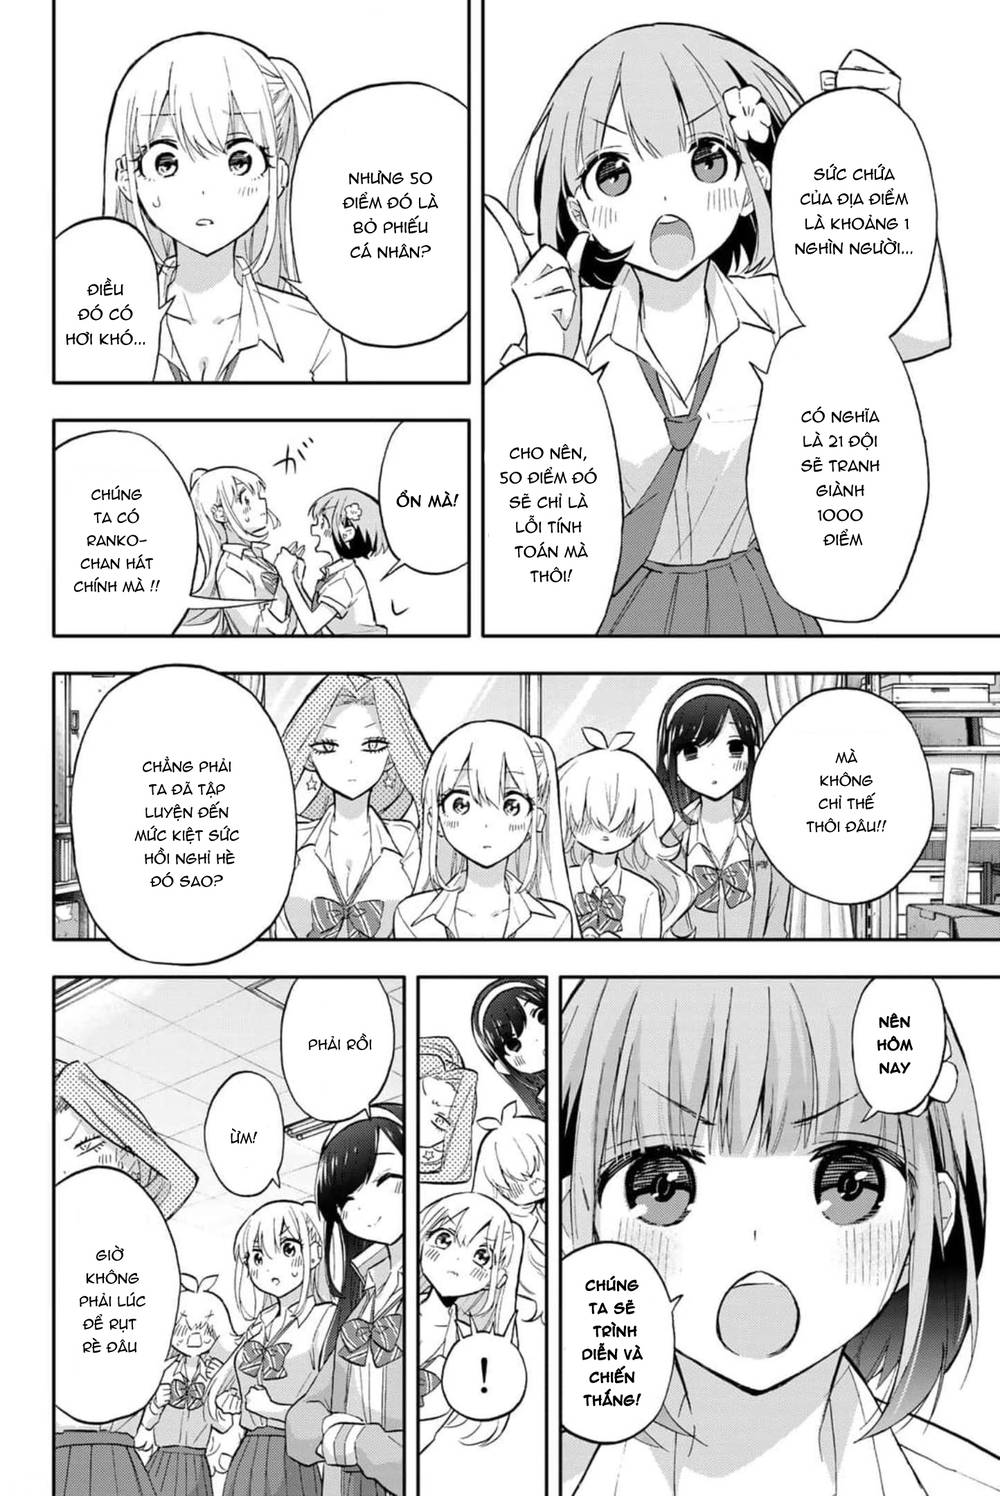 SỨC CHỨA
CỦA ĐỊA ĐIỂM
LÀ KHOẢNG 1
NGHÌN NGƯỜI...
CÓ NGHĨA
LÀ 21 ĐỘI
SẼ TRANH
GIÀNH
1000
ĐIỂM
CHO NÊN,
50 ĐIỂM ĐÓ
SẼ CHỈ LÀ
LỖI TÍNH
TOÁN MÀ
THÔI!
NHƯNG 50
ĐIỂM ĐÓ LÀ
BỎ PHIẾU
CÁ NHÂN?
ĐIỀU
ĐÓ CÓ
HƠI KHÓ...
ỔN MÀ!
CHÚNG
TA CÓ
RANKO-
CHAN HÁT
CHÍNH MÀ !!
MÀ
KHÔNG
CHỈ THẾ
THÔI ĐÂU!!
CHẲNG PHẢI
TA ĐÃ TẬP
LUYỆN ĐẾN
MỨC KIỆT SỨC
HỒI NGHỈ HÈ
ĐÓ SAO?
NÊN
HÔM
NAY
CHÚNG
TA SẼ
TRÌNH
DIỄN VÀ
CHIẾN
THẮNG!
!
PHẢI RỒI
ỪM!
GIỜ
KHÔNG
PHẢI LÚC
ĐỂ RỤT
RÈ ĐÂU